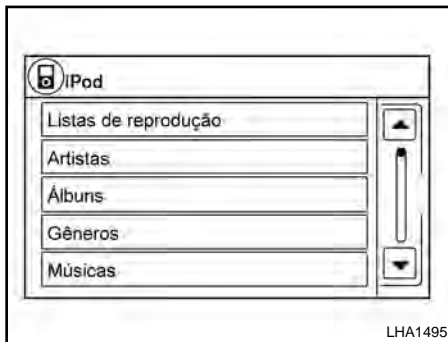 iPod
Listas de reprodução
Artistas
Álbuns
Gêneros
Músicas
LHA1495